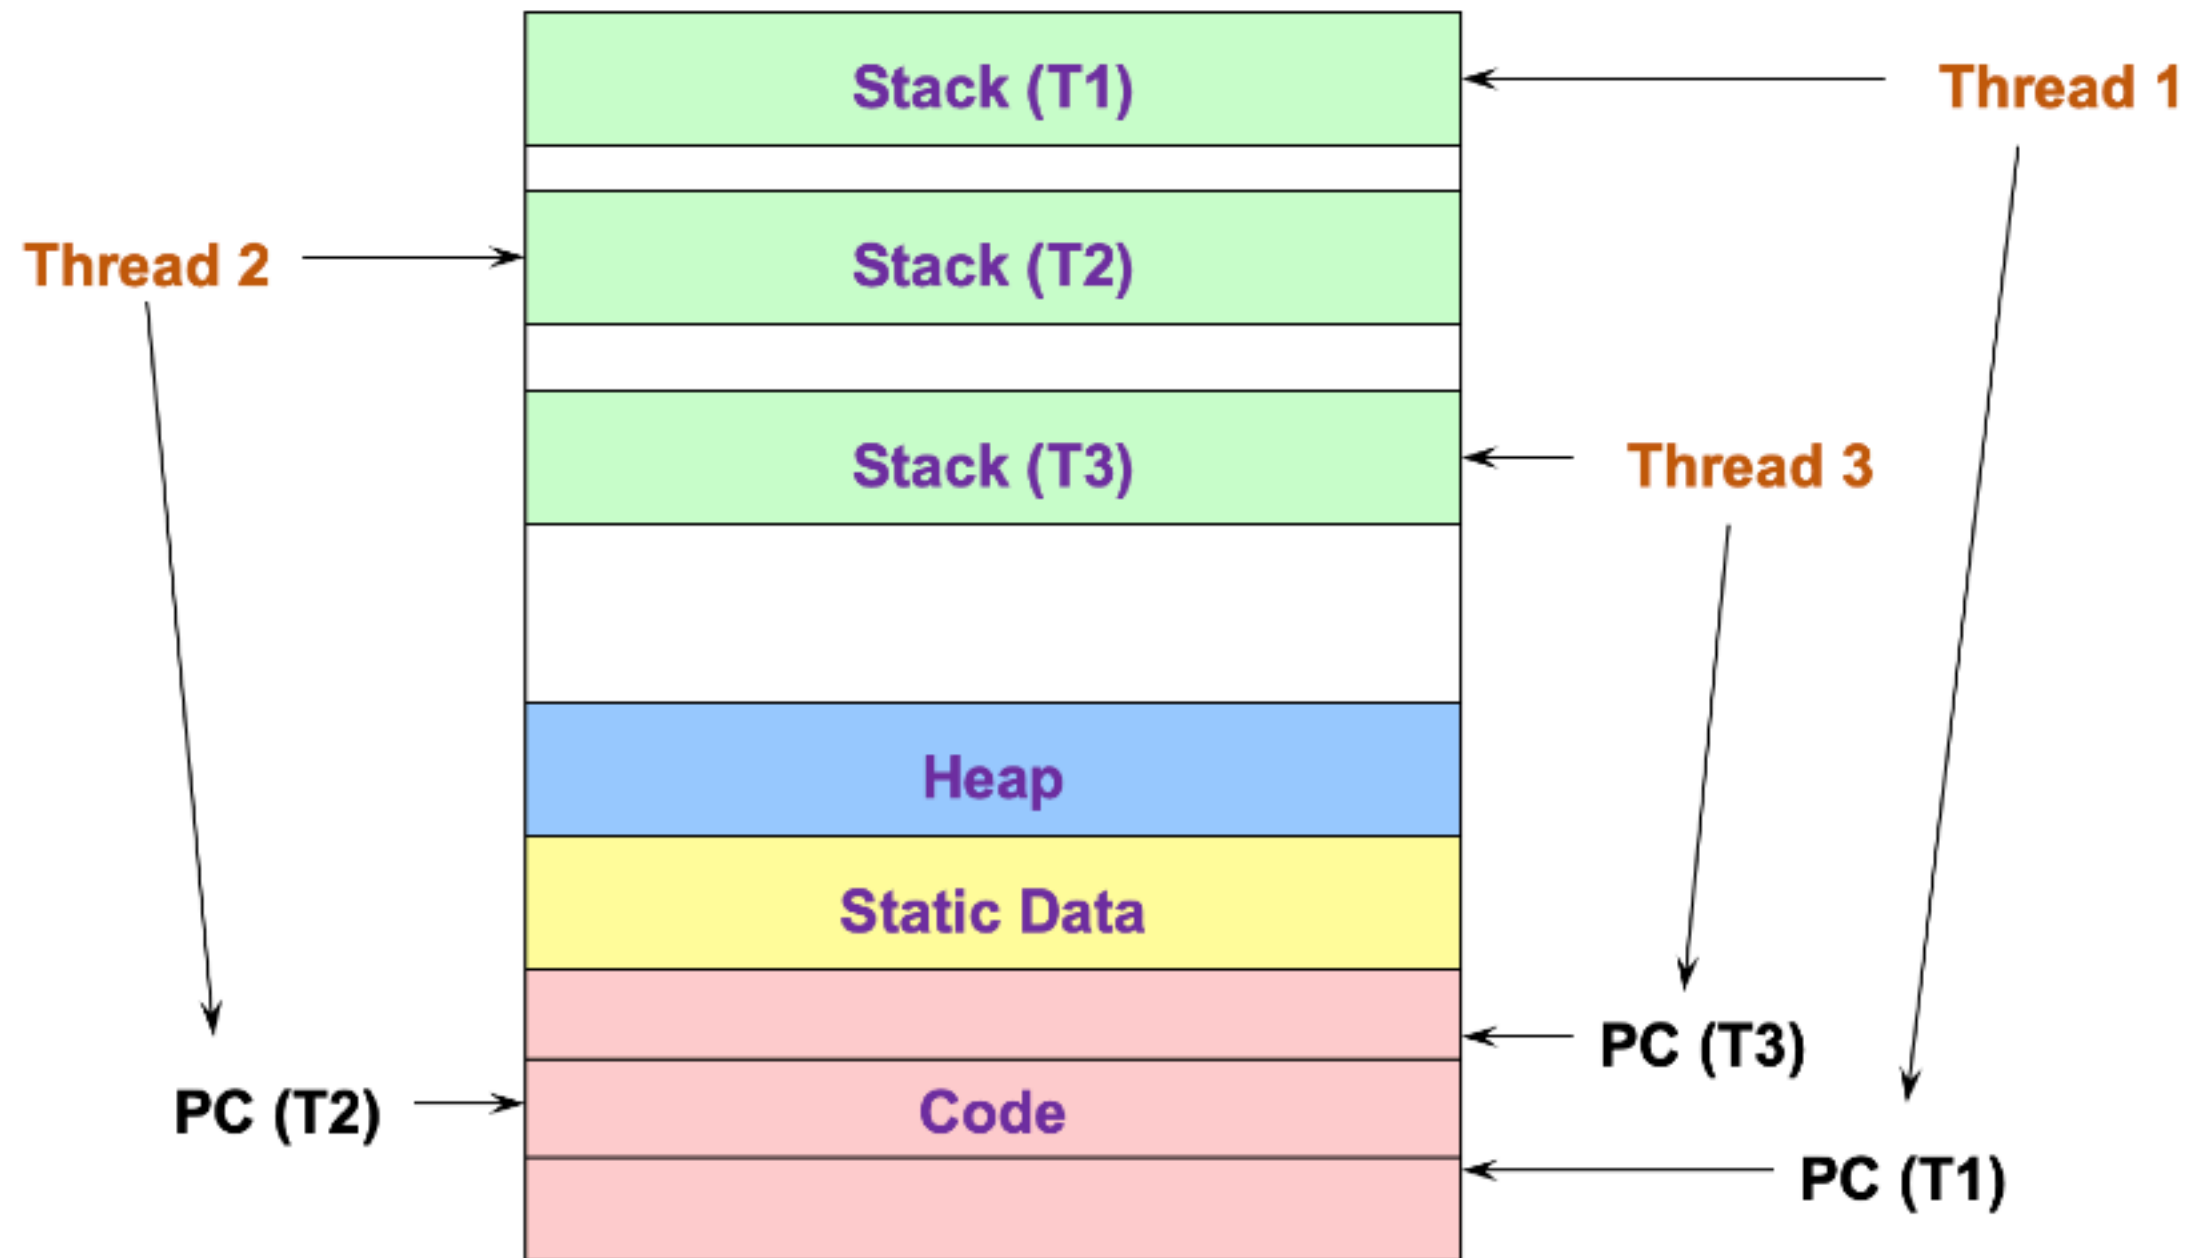 Stack (T1)
Thread 1
Thread 2
Stack (T2)
Stack (T3)
Thread 3
Heap
Static Data
PC (T3)
PC (T2)
Code
PC (T1)